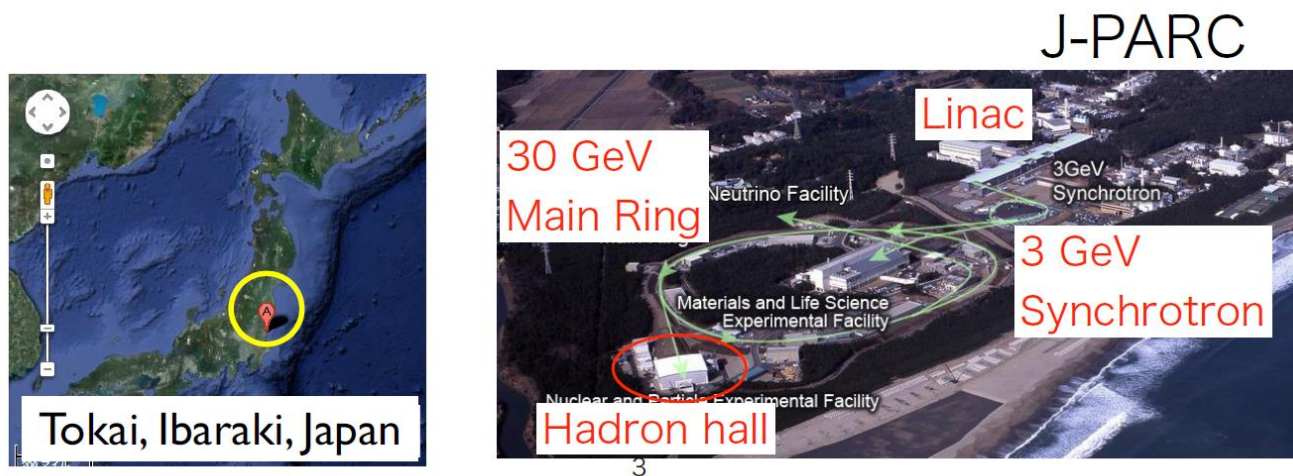 J-PARC
Linac
30 GeV
Main Ring
3GeV
Synchrotron
Neutrino Facility
3 GeV
Synchrotron
Materials and Life Science
Experimental Facility
A
Nuclear and Particle Experimental Facility
Hadron hall
Tokai, Ibaraki, Japan
3